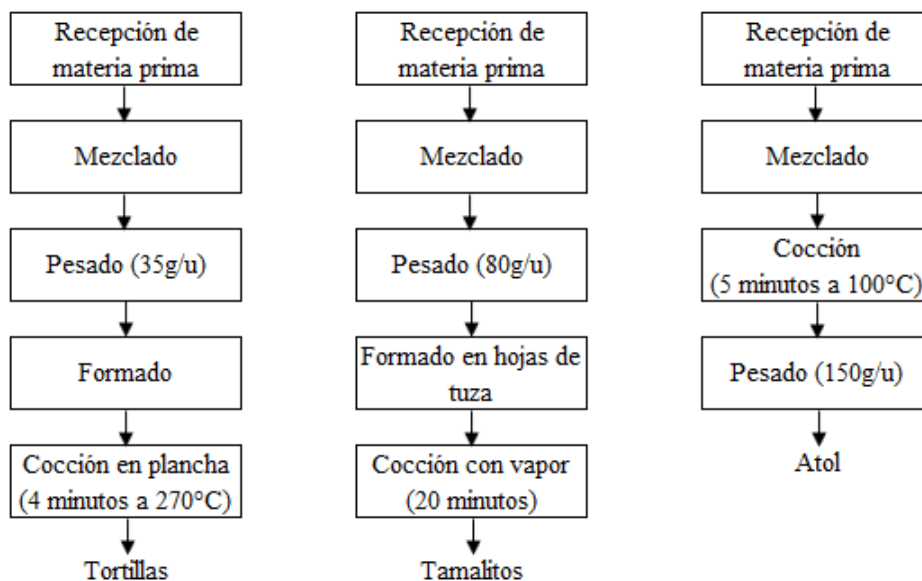 Recepción de
materia prima
Mezclado
Pesado (35g/u)
Formado
Cocción en plancha
(4 minutos a 270°C)
Tortillas
Recepción de
materia prima
Mezclado
Pesado (80g/u)
Formado en hojas de
tuza
Cocción con vapor
(20 minutos)
Tamalitos
Recepción de
materia prima
Mezclado
Cocción
(5 minutos a 100°C)
Pesado (150g/u)
Atol